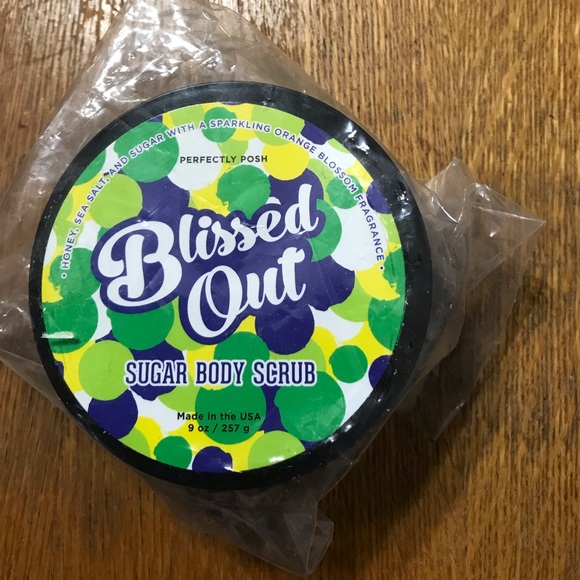 • HONEY, SEA SALT, AND SUGAR WITH A SPARKLING ORANGE BLOSSOM FRAGRANCE •
PERFECTLY POSH
Blissed
Out
SUGAR BODY SCRUB
Made in the USA
9 oz / 257 g